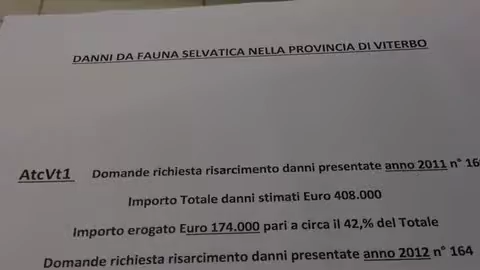 DANNI DA FAUNA SELVATICA NELLA PROVINCIA DI VITERBO
AtcVt1 Domande richiesta risarcimento danni presentate anno 2011 n° 16
Importo Totale danni stimati Euro 408.000
Importo erogato Euro 174.000 pari a circa il 42,% del Totale
Domande richiesta risarcimento danni presentate anno 2012 n° 164